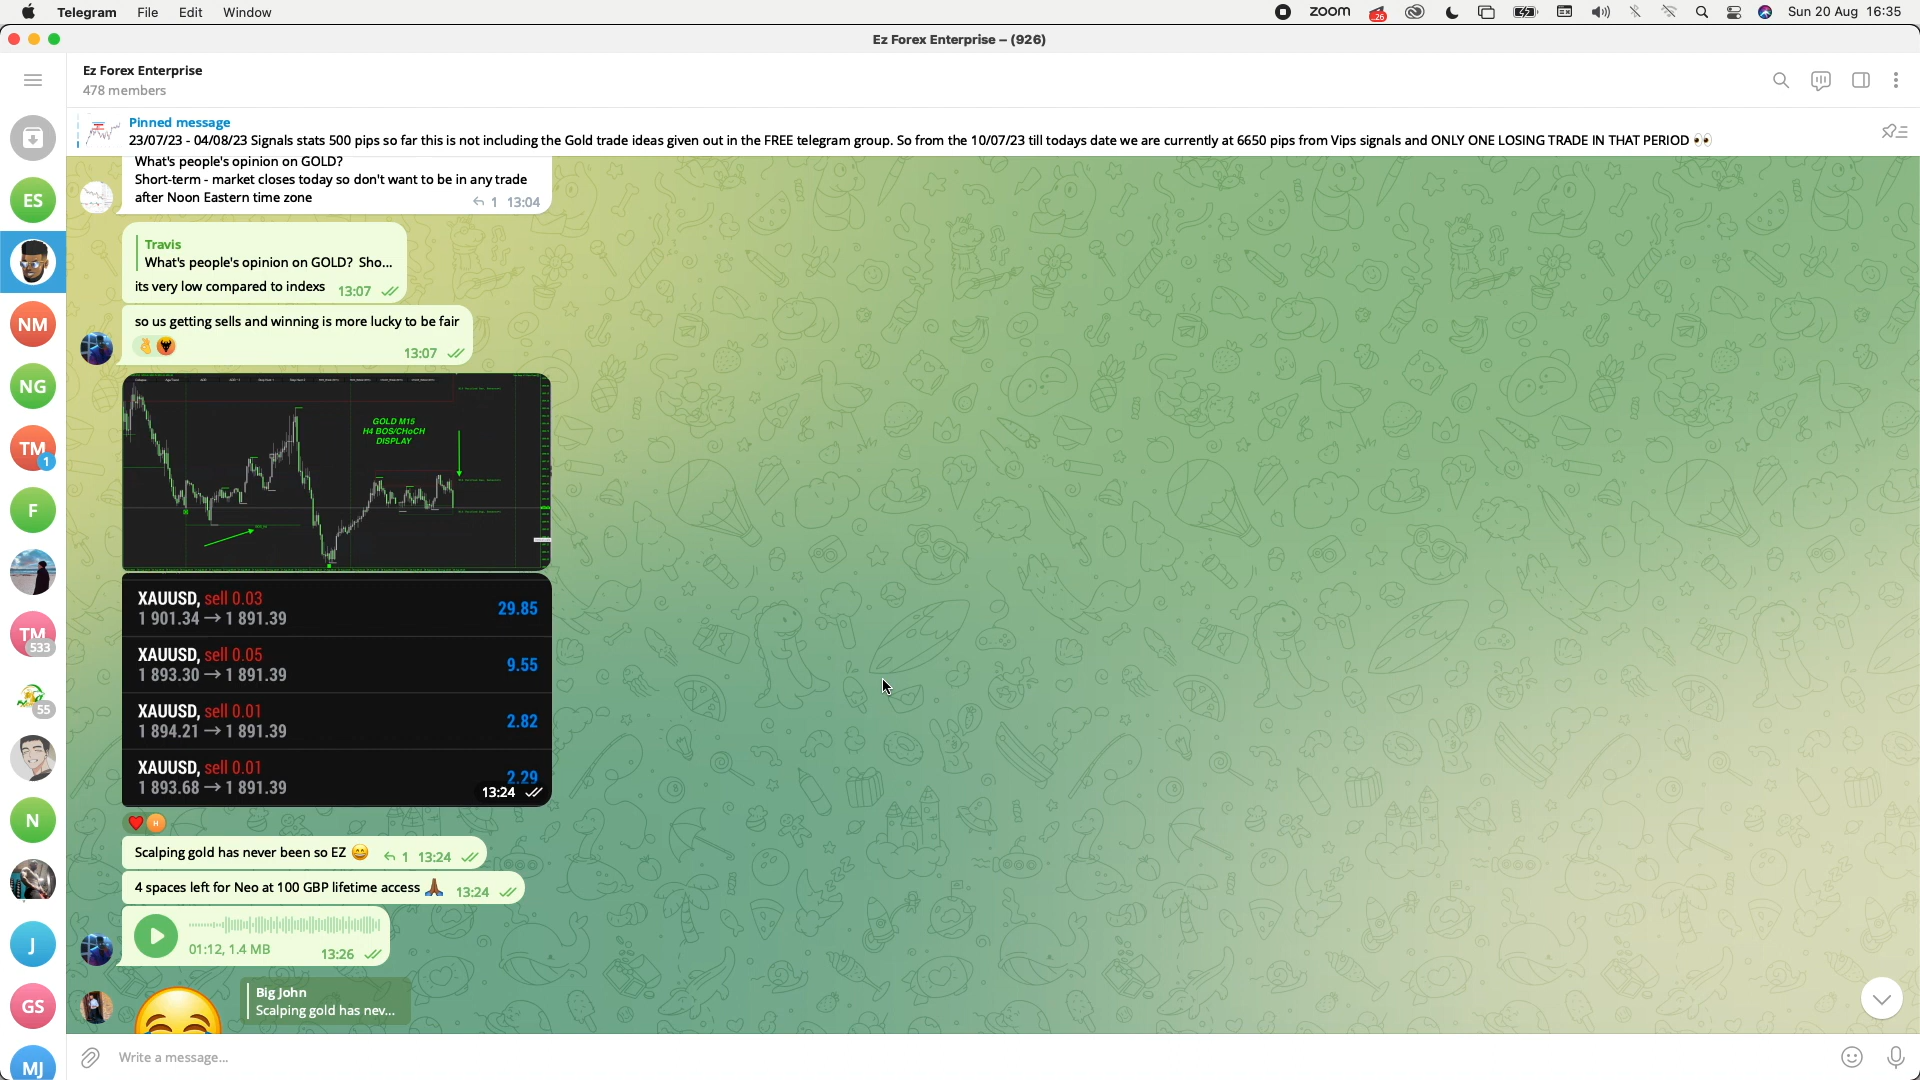 Telegram File Edit Window
zoom
26
Sun 20 Aug 16:35
Ez Forex Enterprise – (926)
Ez Forex Enterprise
478 members
Pinned message
23/07/23 - 04/08/23 Signals stats 500 pips so far this is not including the Gold trade ideas given out in the FREE telegram group. So from the 10/07/23 till todays date we are currently at 6650 pips from Vips signals and ONLY ONE LOSING TRADE IN THAT PERIOD 👀
ES
NM
NG
TM
1
F
TM
533
55
N
J
GS
MJ
What's people's opinion on GOLD?
Short-term - market closes today so don't want to be in any trade
after Noon Eastern time zone
1 13:04
Travis
What's people's opinion on GOLD? Sho...
its very low compared to indexs 13:07
so us getting sells and winning is more lucky to be fair
13:07
GOLD M15
H4 BOS/CHoCH
DISPLAY
XAUUSD, sell 0.03
1 901.34 → 1 891.39
29.85
XAUUSD, sell 0.05
1 893.30 → 1 891.39
9.55
XAUUSD, sell 0.01
1 894.21 → 1 891.39
2.82
XAUUSD, sell 0.01
1 893.68 → 1 891.39
2.29
13:24
H
Scalping gold has never been so EZ 😄 1 13:24
4 spaces left for Neo at 100 GBP lifetime access 🙏🏾 13:24
01:12, 1.4 MB 13:26
Big John
Scalping gold has nev...
Write a message...